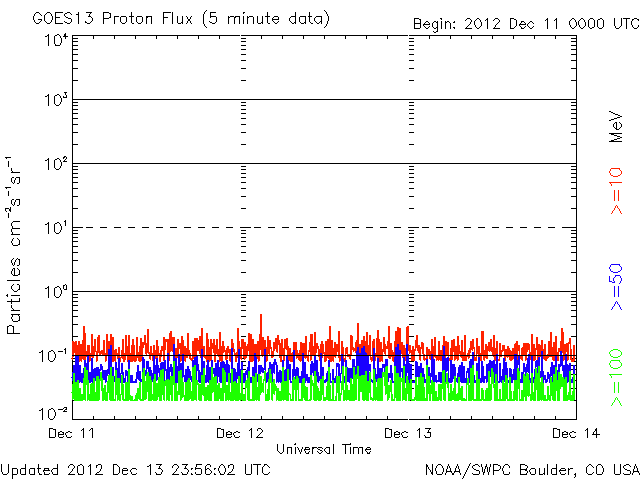 GOES13 Proton Flux (5 minute data)
Begin: 2012 Dec 11 0000 UTC
10⁴
10³
10²
10¹
10⁰
10⁻¹
10⁻²
Particles cm⁻²s⁻¹sr⁻¹
MeV
>=10
>=50
>=100
Dec 11
Dec 12
Dec 13
Dec 14
Universal Time
Updated 2012 Dec 13 23:56:02 UTC
NOAA/SWPC Boulder, CO USA